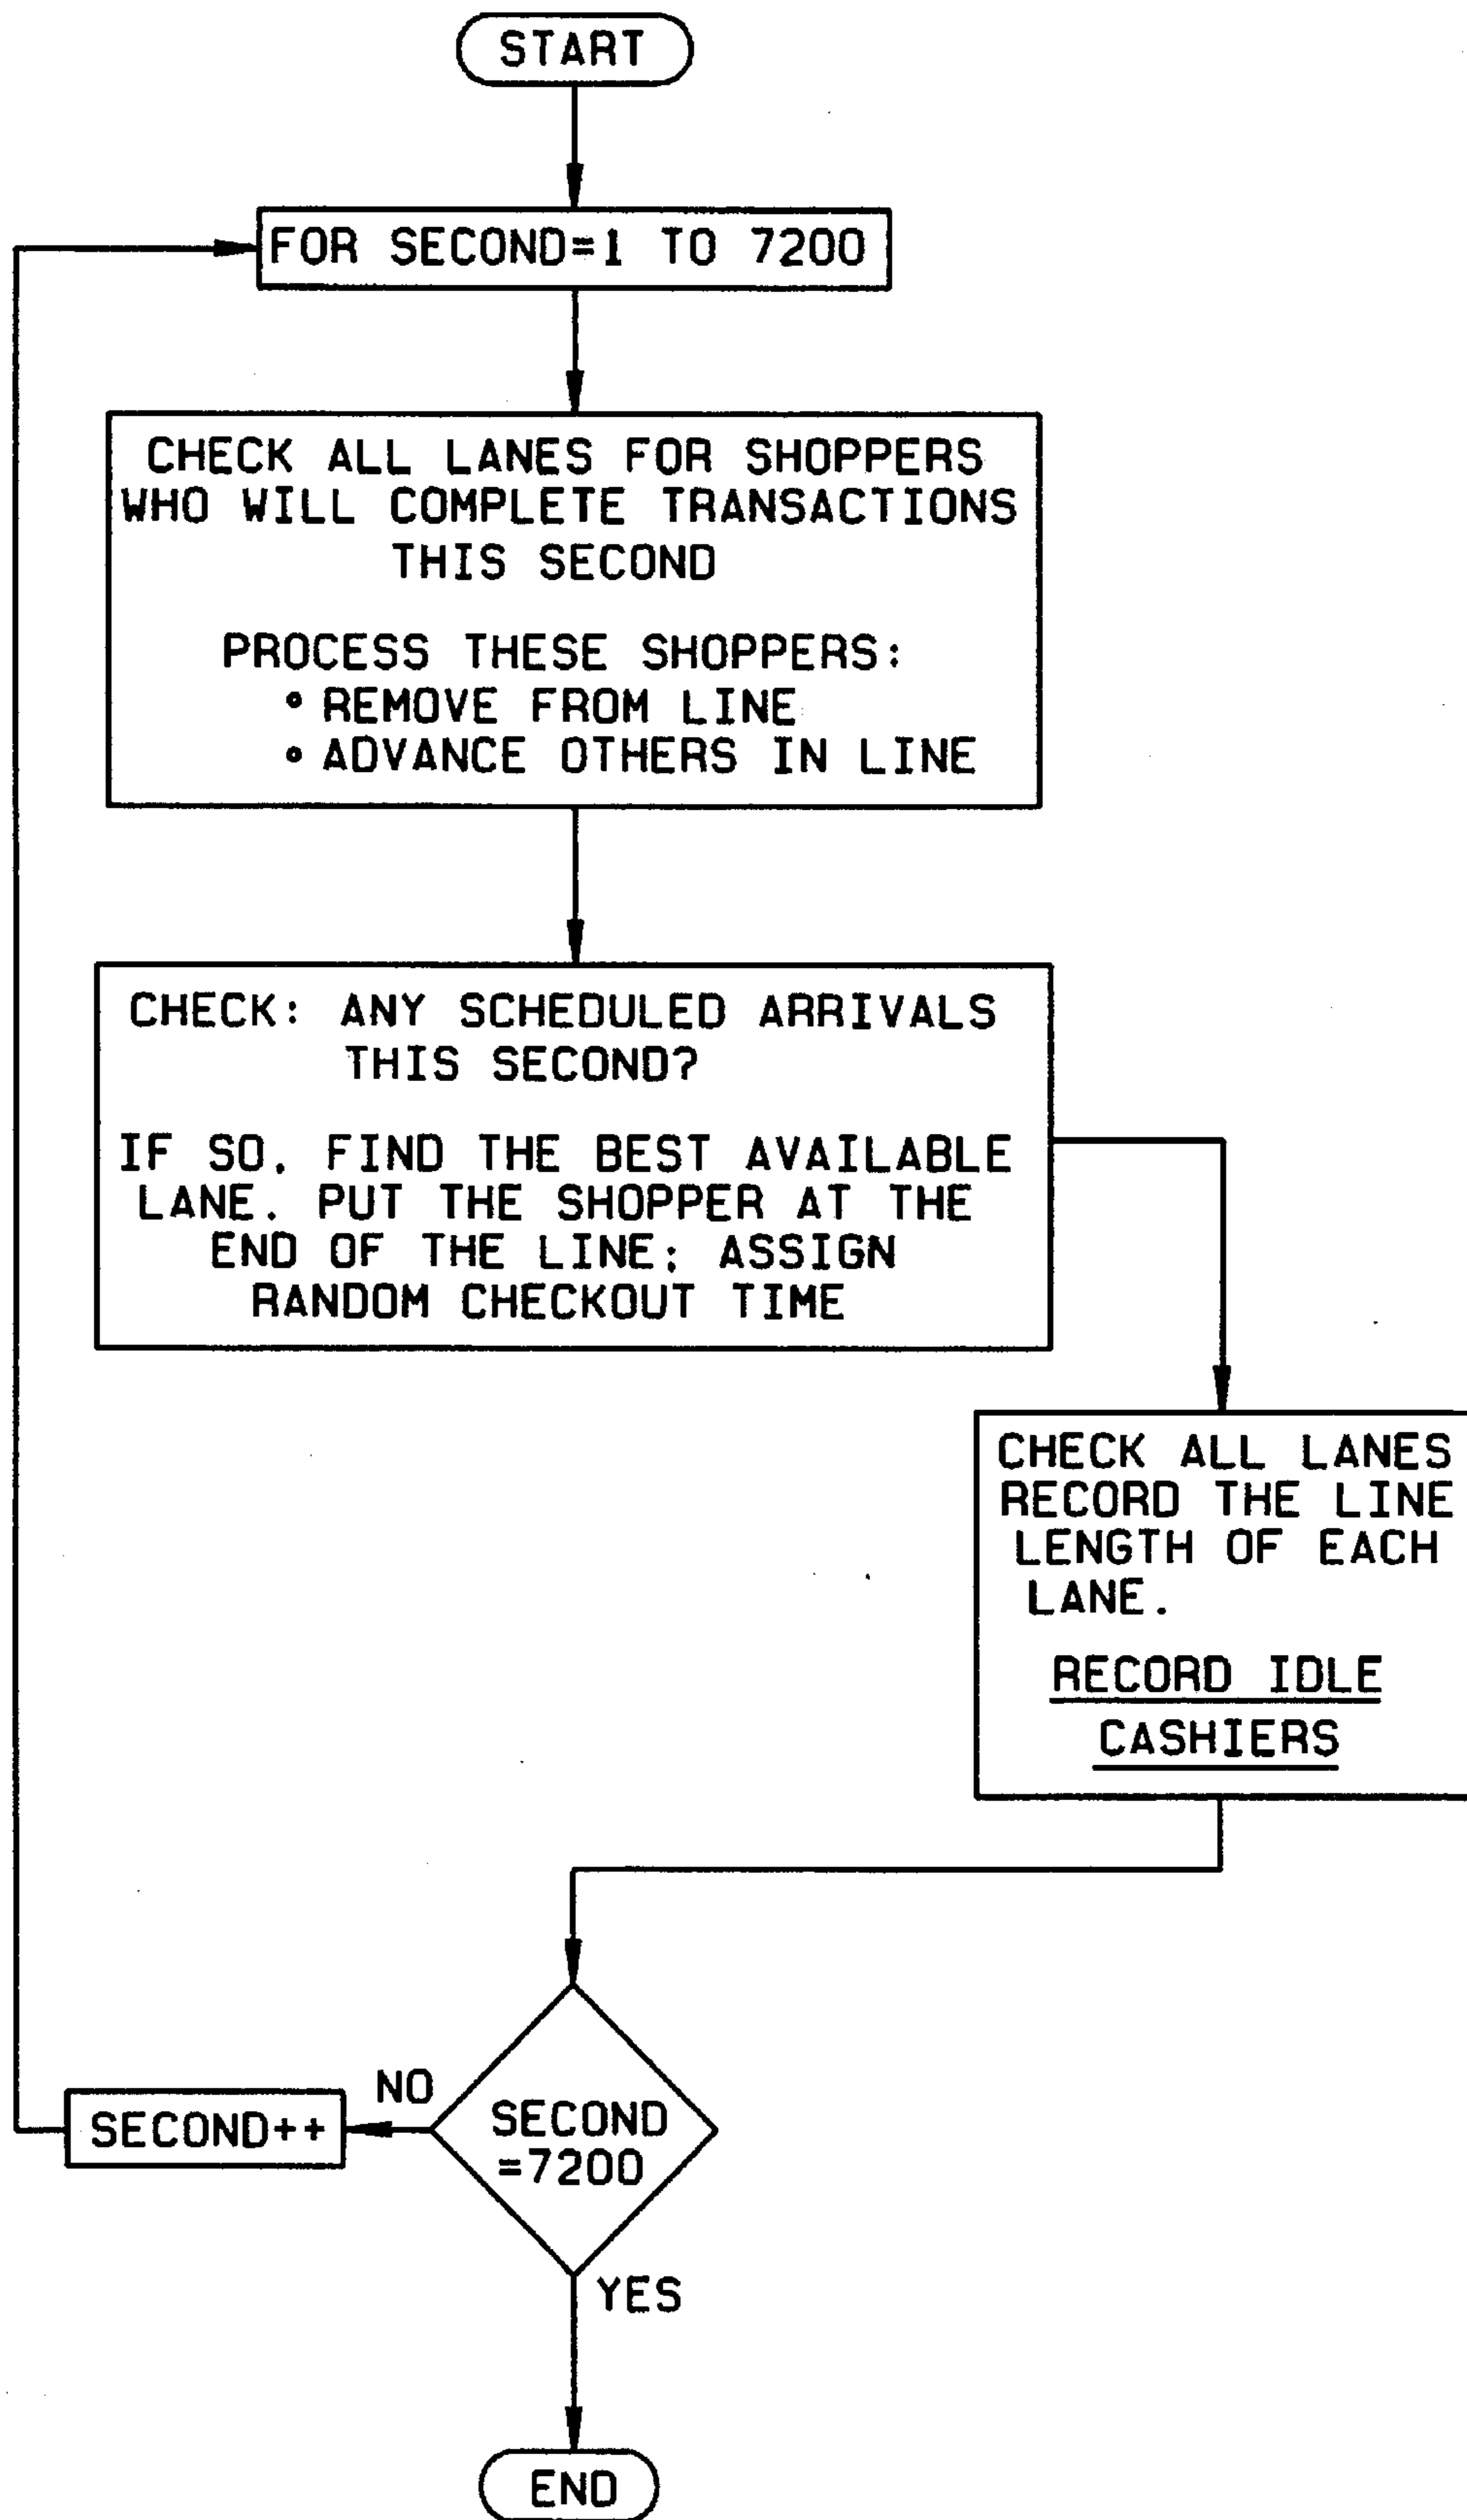 START
FOR SECOND=1 TO 7200
CHECK ALL LANES FOR SHOPPERS
WHO WILL COMPLETE TRANSACTIONS
THIS SECOND
PROCESS THESE SHOPPERS:
• REMOVE FROM LINE
• ADVANCE OTHERS IN LINE
CHECK: ANY SCHEDULED ARRIVALS
THIS SECOND?
IF SO, FIND THE BEST AVAILABLE
LANE. PUT THE SHOPPER AT THE
END OF THE LINE; ASSIGN
RANDOM CHECKOUT TIME
CHECK ALL LANES
RECORD THE LINE
LENGTH OF EACH
LANE.
RECORD IDLE
CASHIERS
NO
SECOND++
SECOND
=7200
YES
END